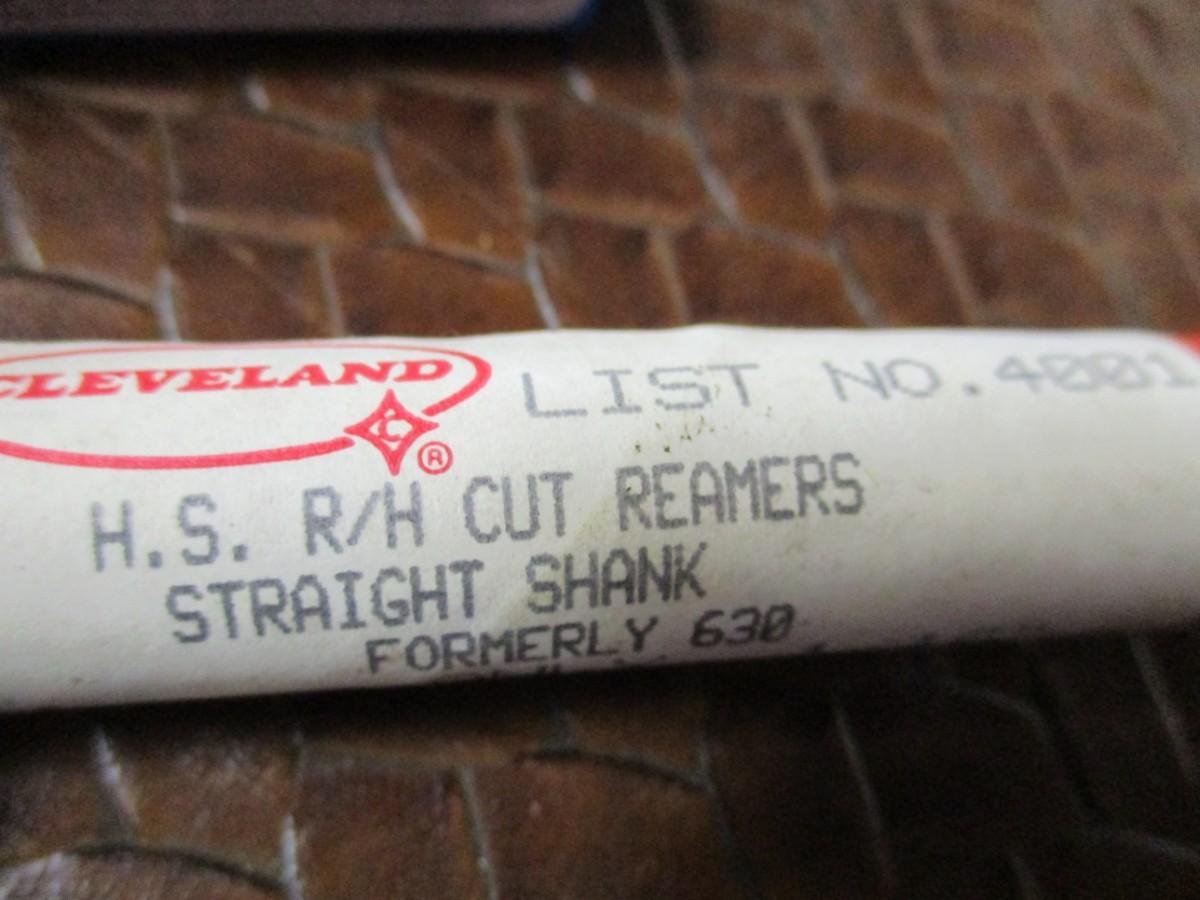 CLEVELAND
C ®
LIST NO. 4001
H.S. R/H CUT REAMERS
STRAIGHT SHANK
FORMERLY 630